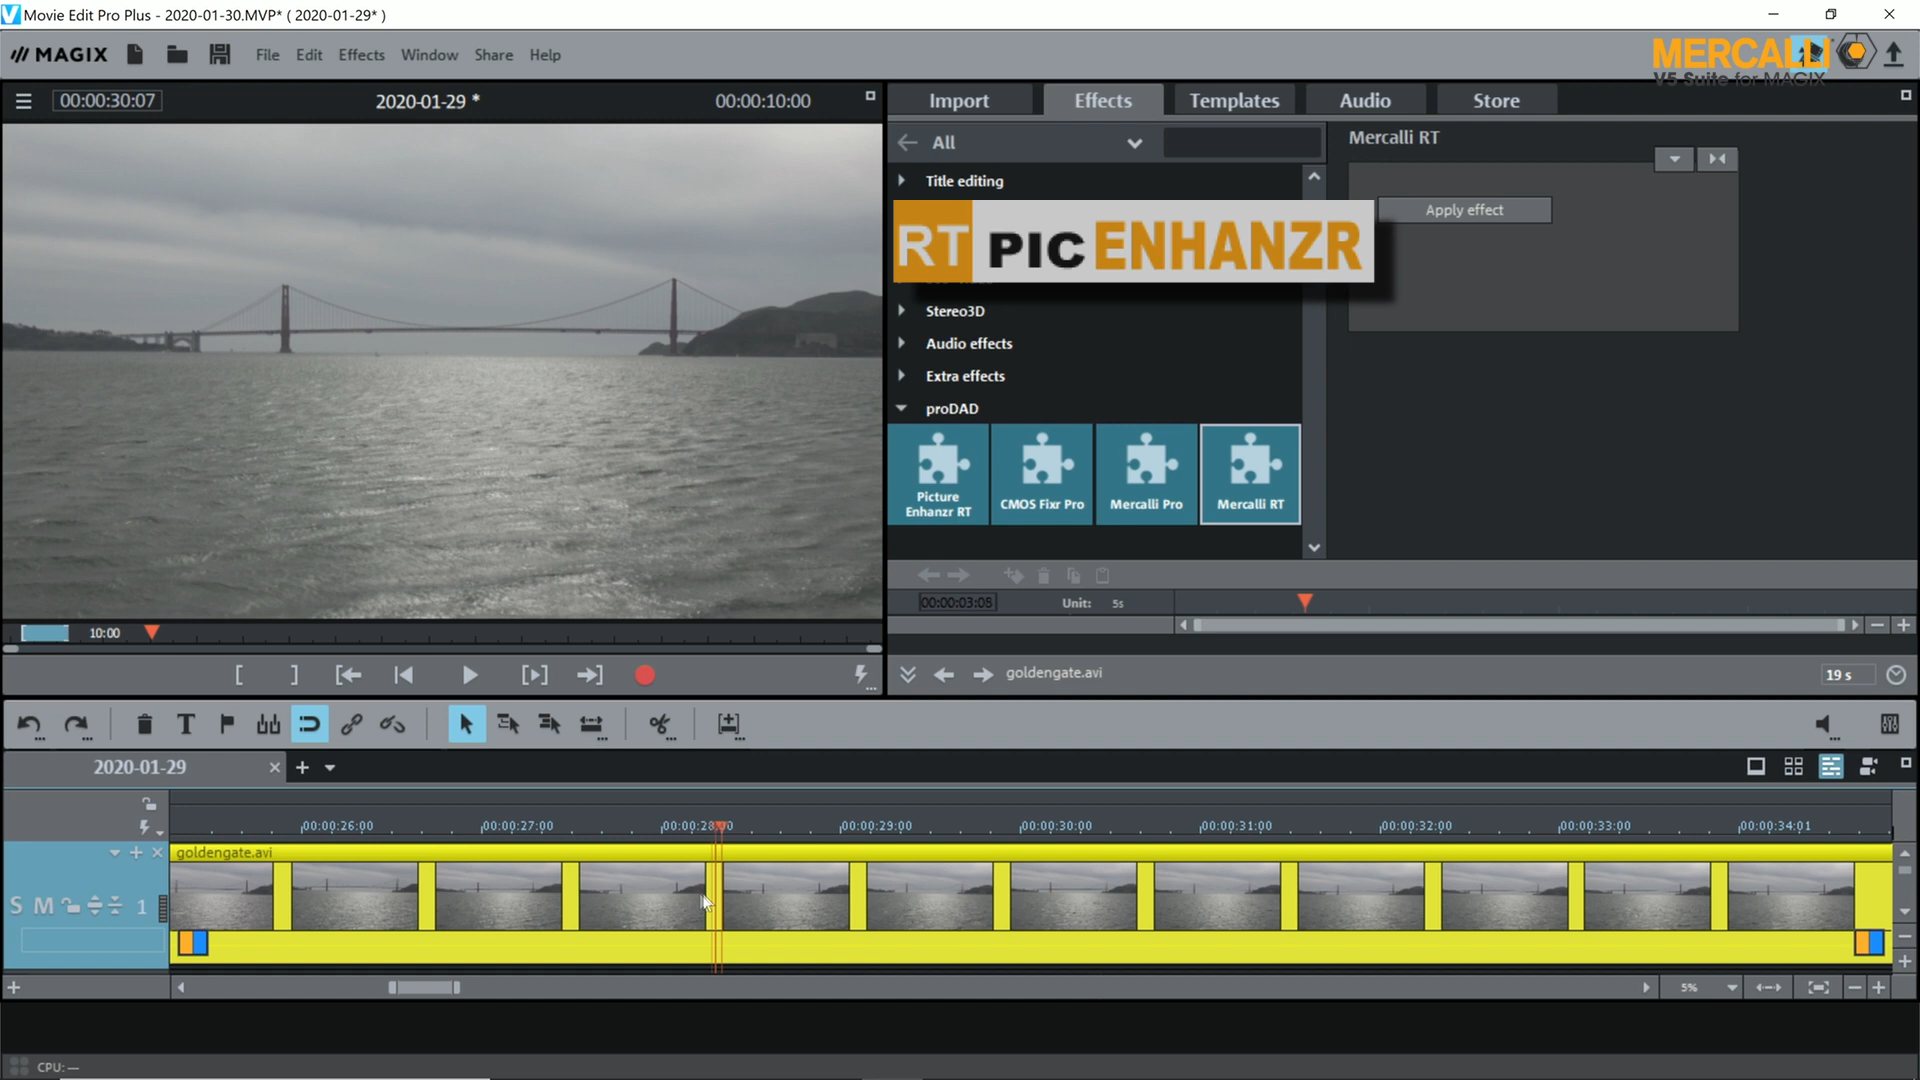 Movie Edit Pro Plus - 2020-01-30.MVP* ( 2020-01-29* )
MAGIX File Edit Effects Window Share Help
MERCALLI
V5 Suite for MAGIX
00:00:30:07 2020-01-29 * 00:00:10:00
Import Effects Templates Audio Store
All
Mercalli RT
Title editing
Apply effect
RT PIC ENHANZR
Stereo3D
Audio effects
Extra effects
proDAD
Picture Enhanzr RT
CMOS Fixr Pro
Mercalli Pro
Mercalli RT
00:00:03:08 Unit: 5s
10:00
goldengate.avi 19 s
2020-01-29
00:00:26:00 00:00:27:00 00:00:28:00 00:00:29:00 00:00:30:00 00:00:31:00 00:00:32:00 00:00:33:00 00:00:34:01
goldengate.avi
S M 1
5%
CPU: —